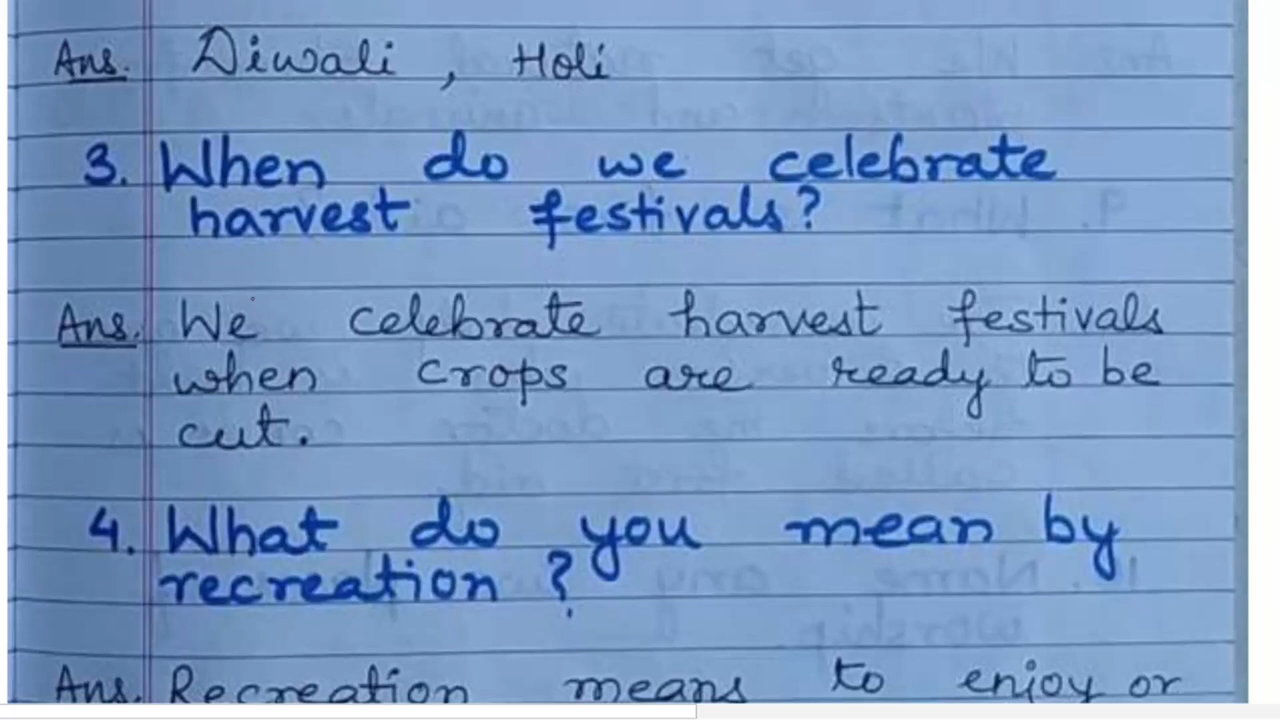 Ans. Diwali, Holi
3. When do we celebrate
harvest festivals?
Ans. We celebrate harvest festivals
when crops are ready to be
cut.
4. What do you mean by
recreation?
Ans. Recreation means to enjoy or